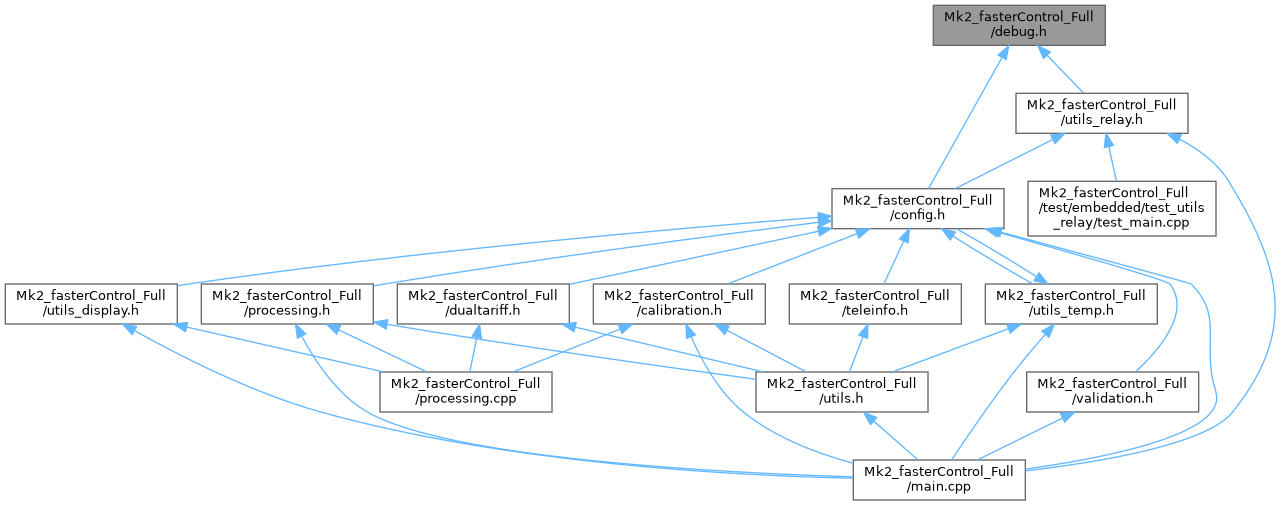 Mk2_fasterControl_Full
/debug.h
Mk2_fasterControl_Full
/utils_relay.h
Mk2_fasterControl_Full
/config.h
Mk2_fasterControl_Full
/test/embedded/test_utils
_relay/test_main.cpp
Mk2_fasterControl_Full
/utils_display.h
Mk2_fasterControl_Full
/processing.h
Mk2_fasterControl_Full
/dualtariff.h
Mk2_fasterControl_Full
/calibration.h
Mk2_fasterControl_Full
/teleinfo.h
Mk2_fasterControl_Full
/utils_temp.h
Mk2_fasterControl_Full
/processing.cpp
Mk2_fasterControl_Full
/utils.h
Mk2_fasterControl_Full
/validation.h
Mk2_fasterControl_Full
/main.cpp